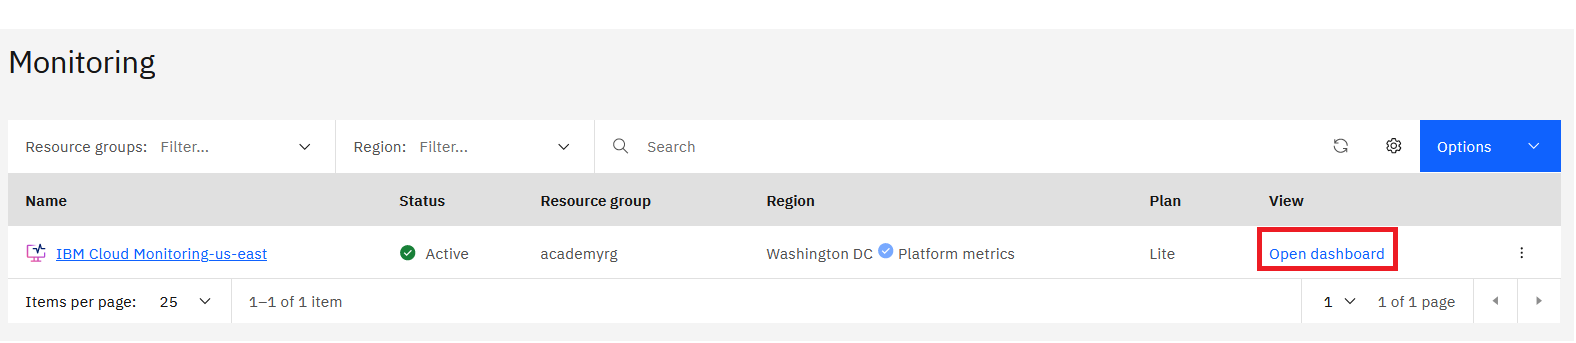 Monitoring
Resource groups: Filter... Region: Filter... Search Options
Name Status Resource group Region Plan View
IBM Cloud Monitoring-us-east Active academyrg Washington DC Platform metrics Lite Open dashboard
Items per page: 25 1–1 of 1 item 1 1 of 1 page